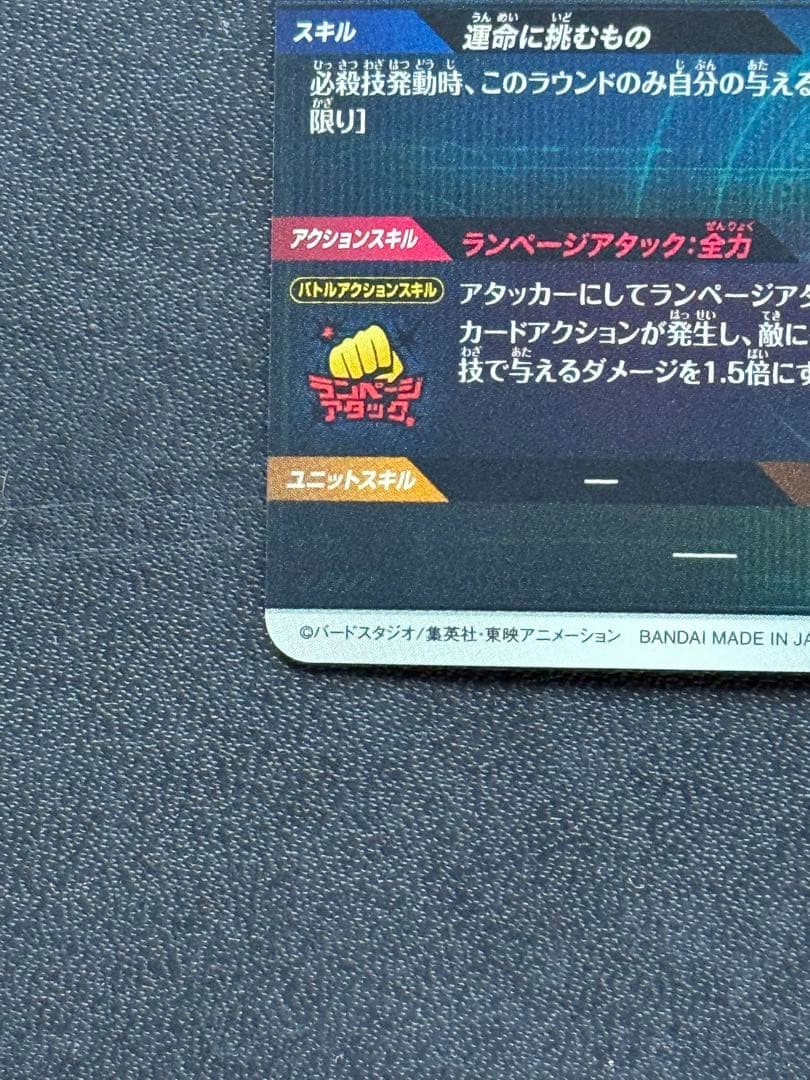 スキル
運命に挑むもの
必殺技発動時、このラウンドのみ自分の与える
限り]
アクションスキル
ランページアタック:全力
バトルアクションスキル
アタッカーにしてランページアタ
カードアクションが発生し、敵に
技で与えるダメージを1.5倍にす
ランページ
アタック
ユニットスキル
—
—
©バードスタジオ/集英社・東映アニメーション BANDAI MADE IN JA